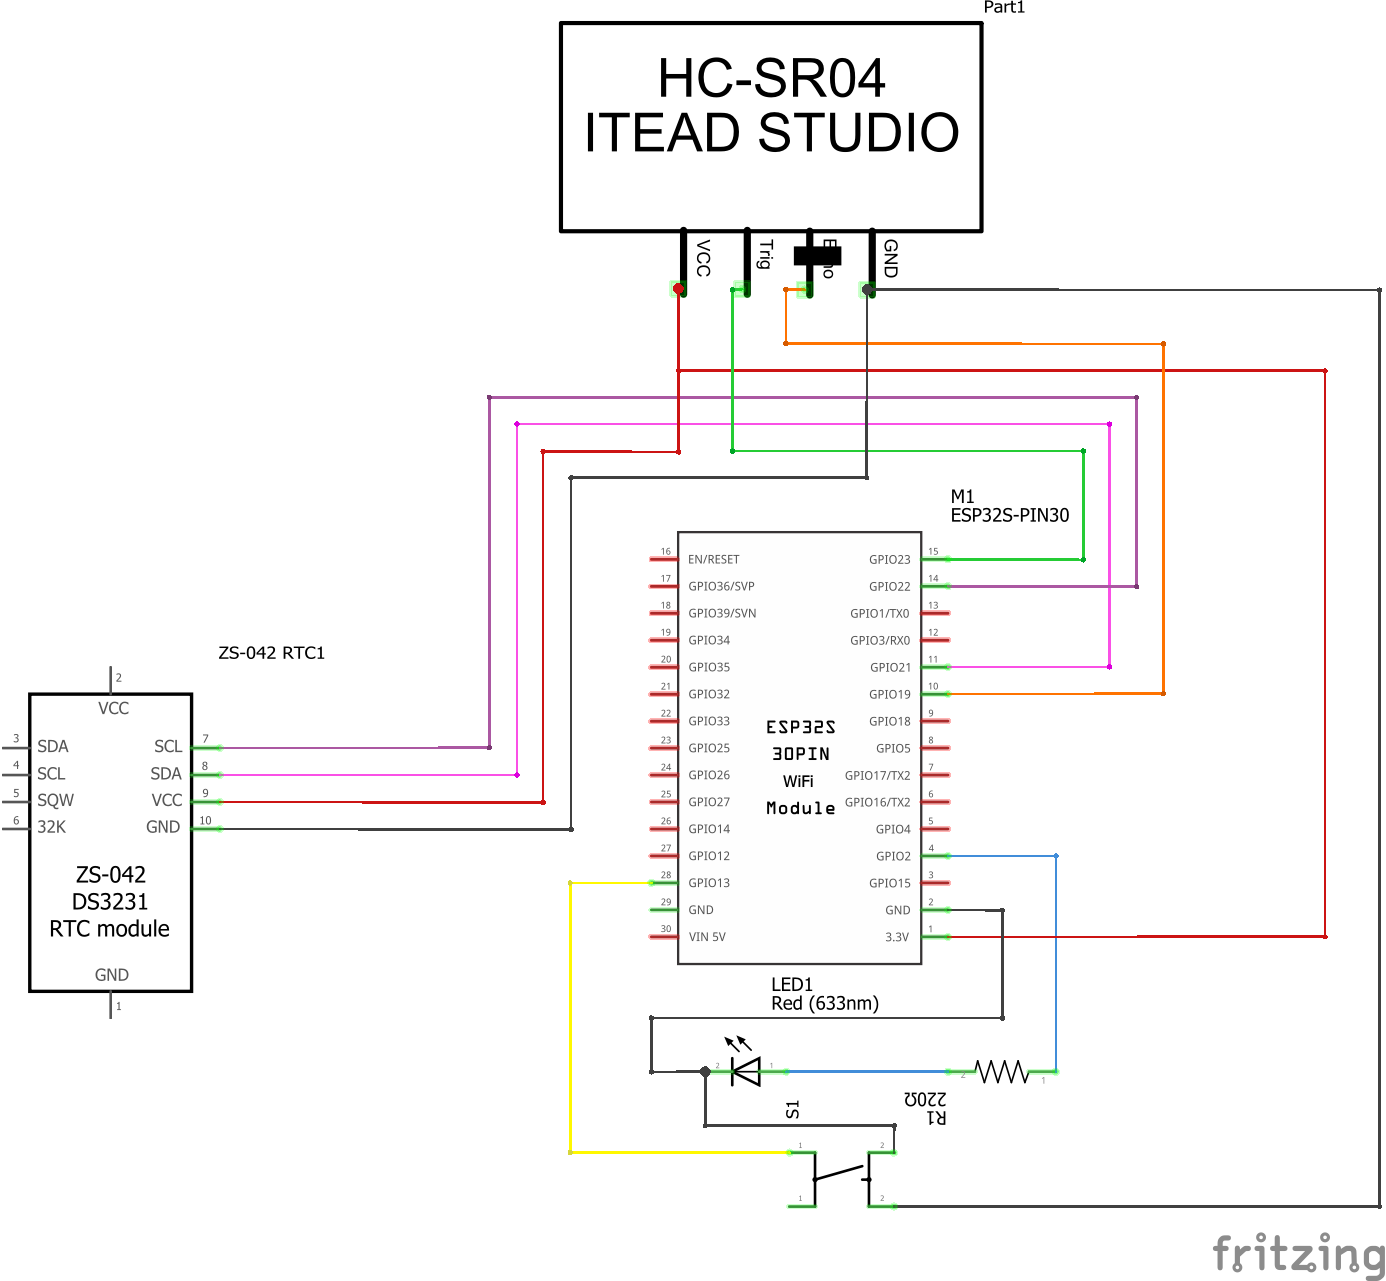 Part1
HC-SR04
ITEAD STUDIO
VCC
Trig
GND
M1
ESP32S-PIN30
16 EN/RESET
17 GPIO36/SVP
18 GPIO39/SVN
19 GPIO34
20 GPIO35
21 GPIO32
22 GPIO33
23 GPIO25
24 GPIO26
25 GPIO27
26 GPIO14
27 GPIO12
28 GPIO13
29 GND
30 VIN 5V
ESP32S
30PIN
WiFi
Module
GPIO23 15
GPIO22 14
GPIO1/TX0 13
GPIO3/RX0 12
GPIO21 11
GPIO19 10
GPIO18 9
GPIO5 8
GPIO17/TX2 7
GPIO16/TX2 6
GPIO4 5
GPIO2 4
GPIO15 3
GND 2
3.3V 1
ZS-042 RTC1
2
VCC
3 SDA
4 SCL
5 SQW
6 32K
SCL 7
SDA 8
VCC 9
GND 10
ZS-042
DS3231
RTC module
GND
1
LED1
Red (633nm)
2 1
2 1
R1
220Ω
S1
1 2
1 2
fritzing